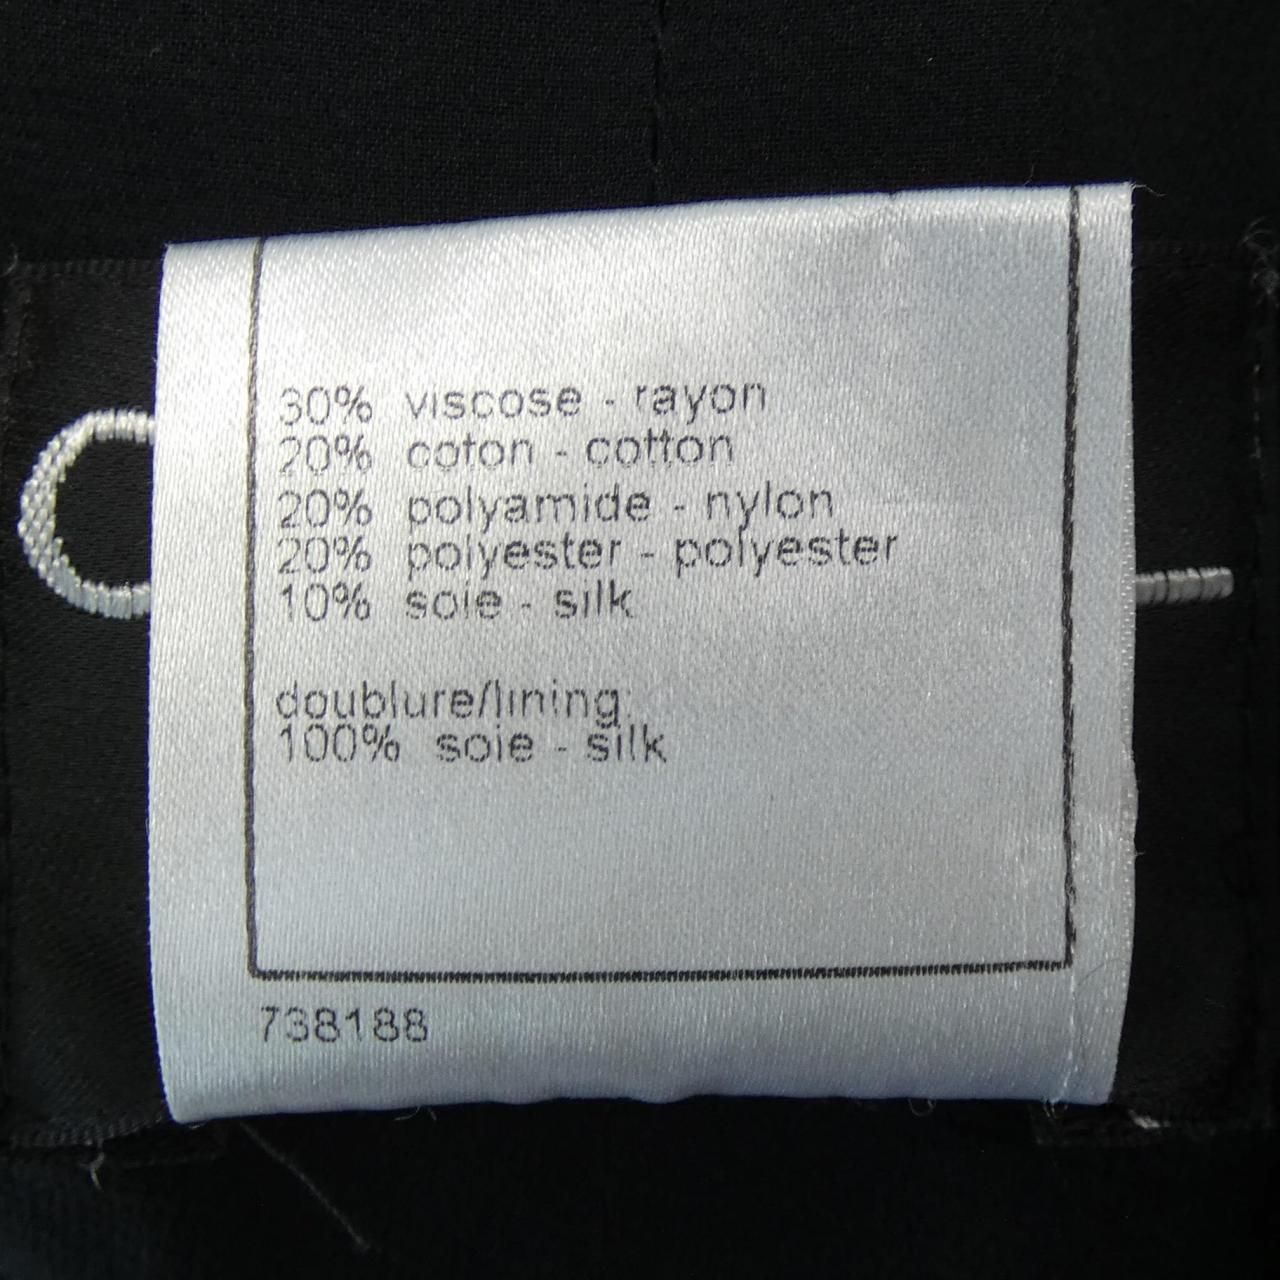 30% viscose - rayon
20% coton - cotton
20% polyamide - nylon
20% polyester - polyester
10% soie - silk
doublure/lining:
100% soie - silk
738188